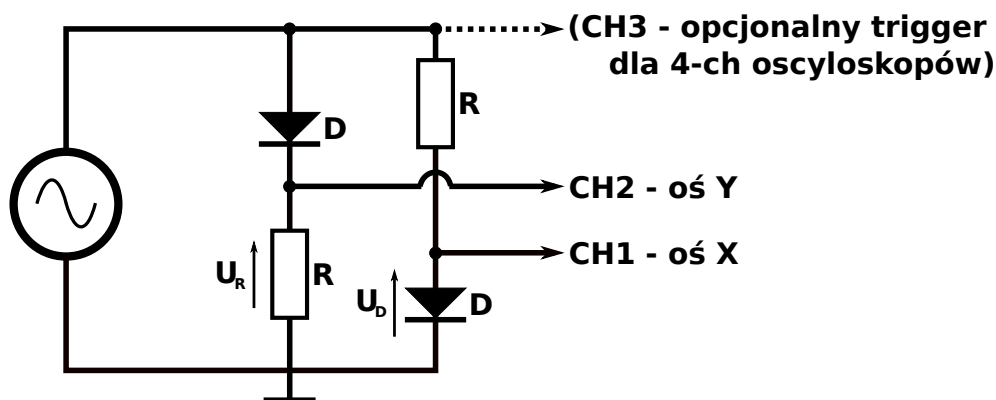 (CH3 - opcjonalny trigger
dla 4-ch oscyloskopów)
R
D
CH2 - oś Y
CH1 - oś X
UR
R
UD
D